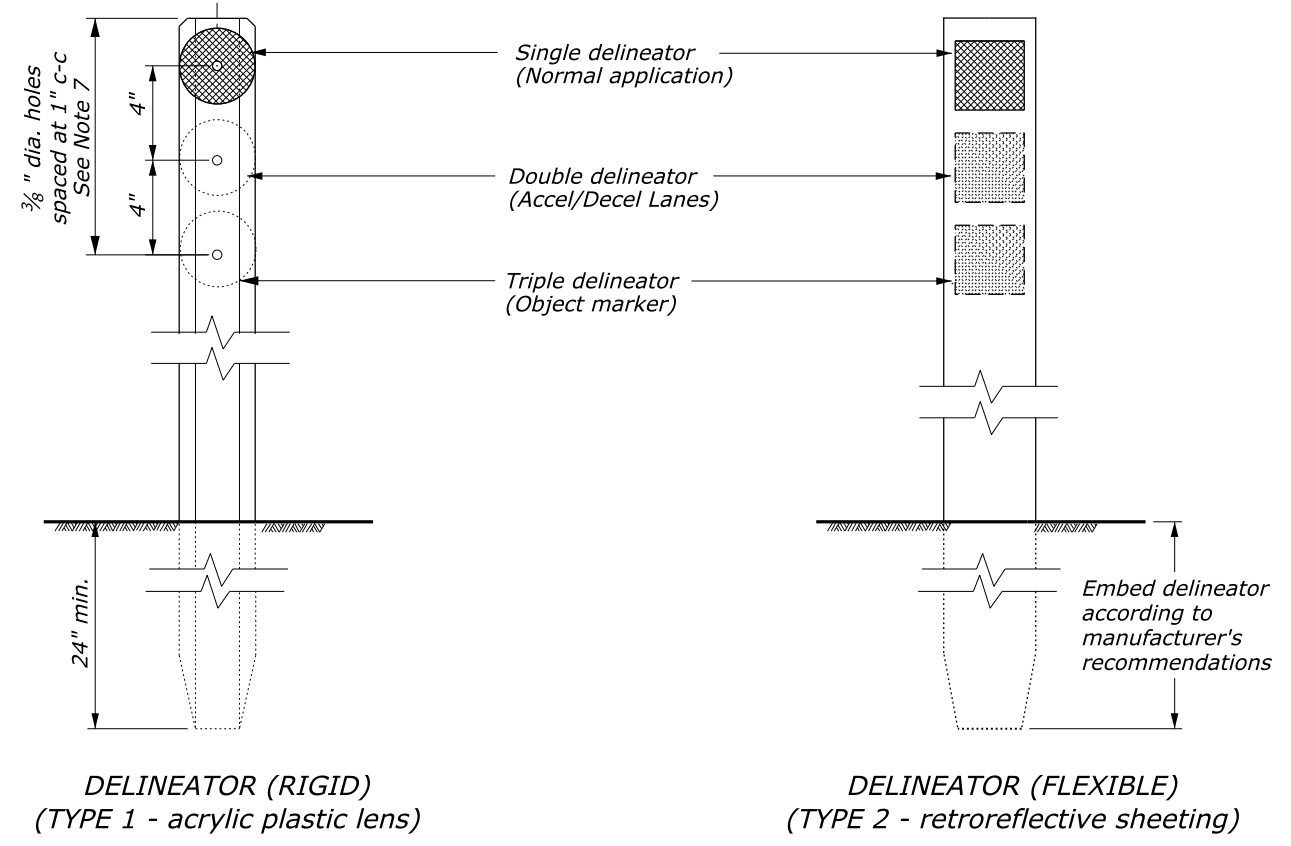 3/8 " dia. holes
spaced at 1" c-c
See Note 7
4"
4"
Single delineator
(Normal application)
Double delineator
(Accel/Decel Lanes)
Triple delineator
(Object marker)
24" min.
Embed delineator
according to
manufacturer's
recommendations
DELINEATOR (RIGID)
(TYPE 1 - acrylic plastic lens)
DELINEATOR (FLEXIBLE)
(TYPE 2 - retroreflective sheeting)